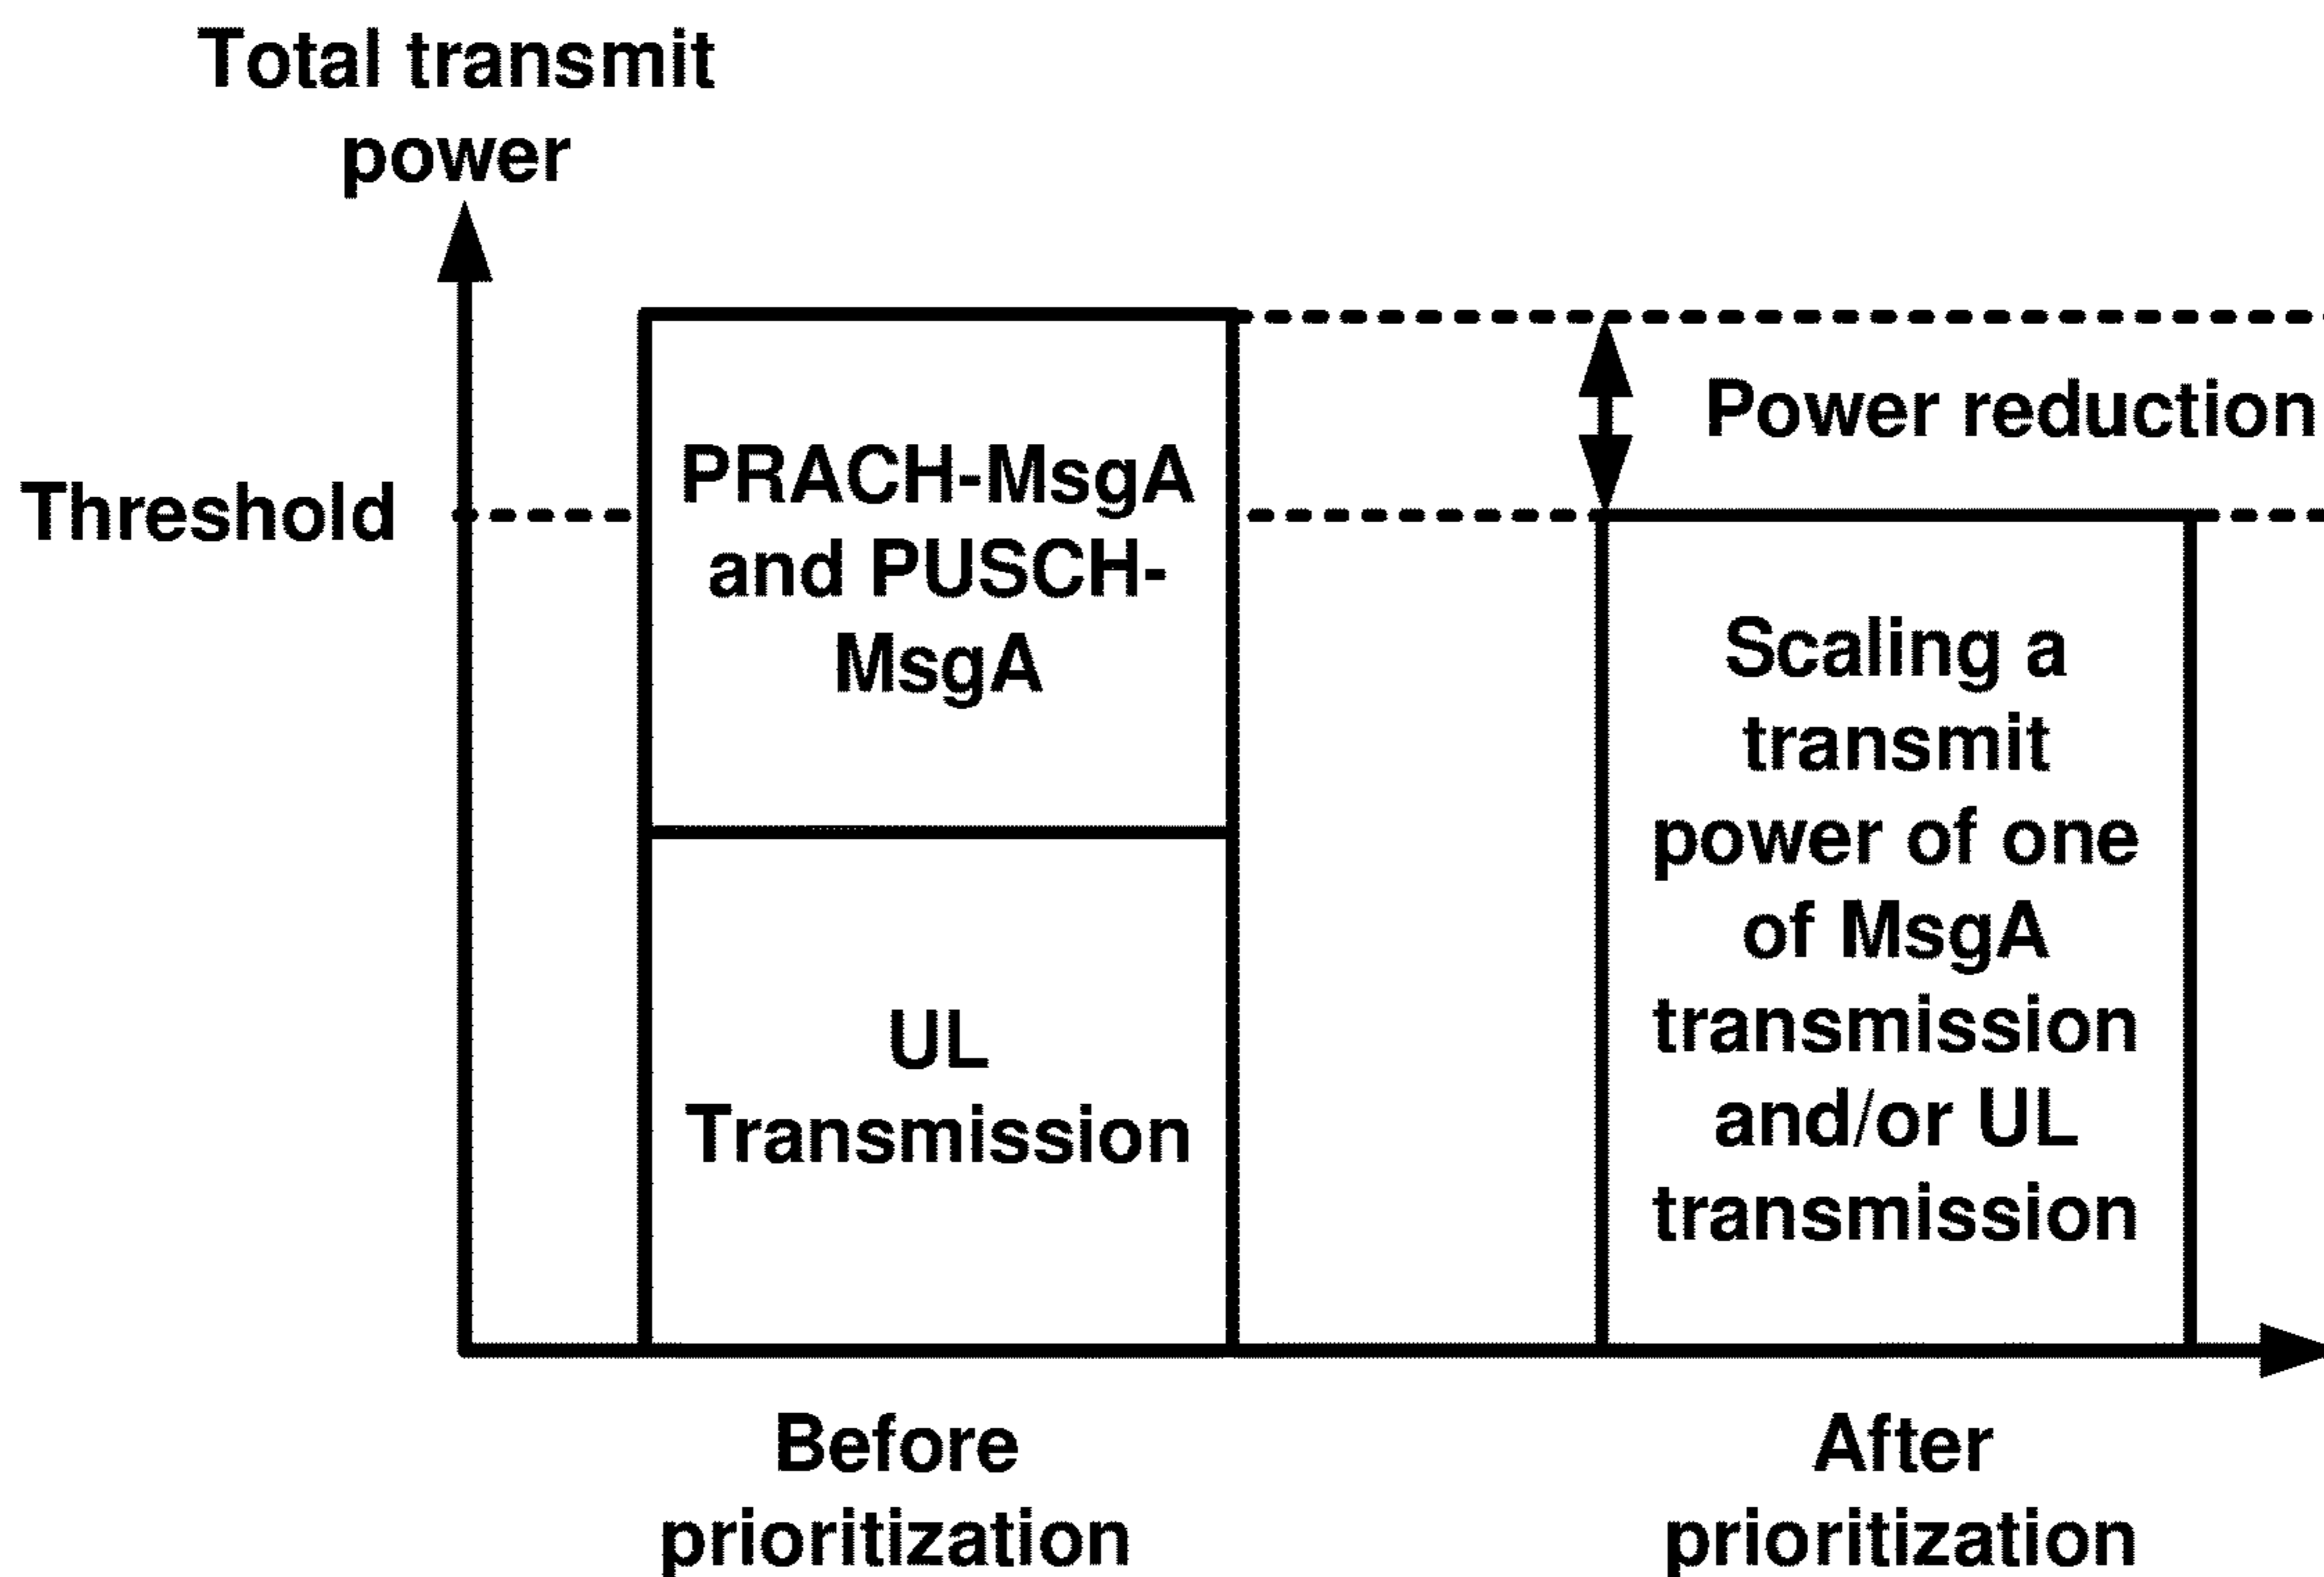 Total transmit
power
Threshold
PRACH-MsgA
and PUSCH-
MsgA
UL
Transmission
Power reduction
Scaling a
transmit
power of one
of MsgA
transmission
and/or UL
transmission
Before
prioritization
After
prioritization